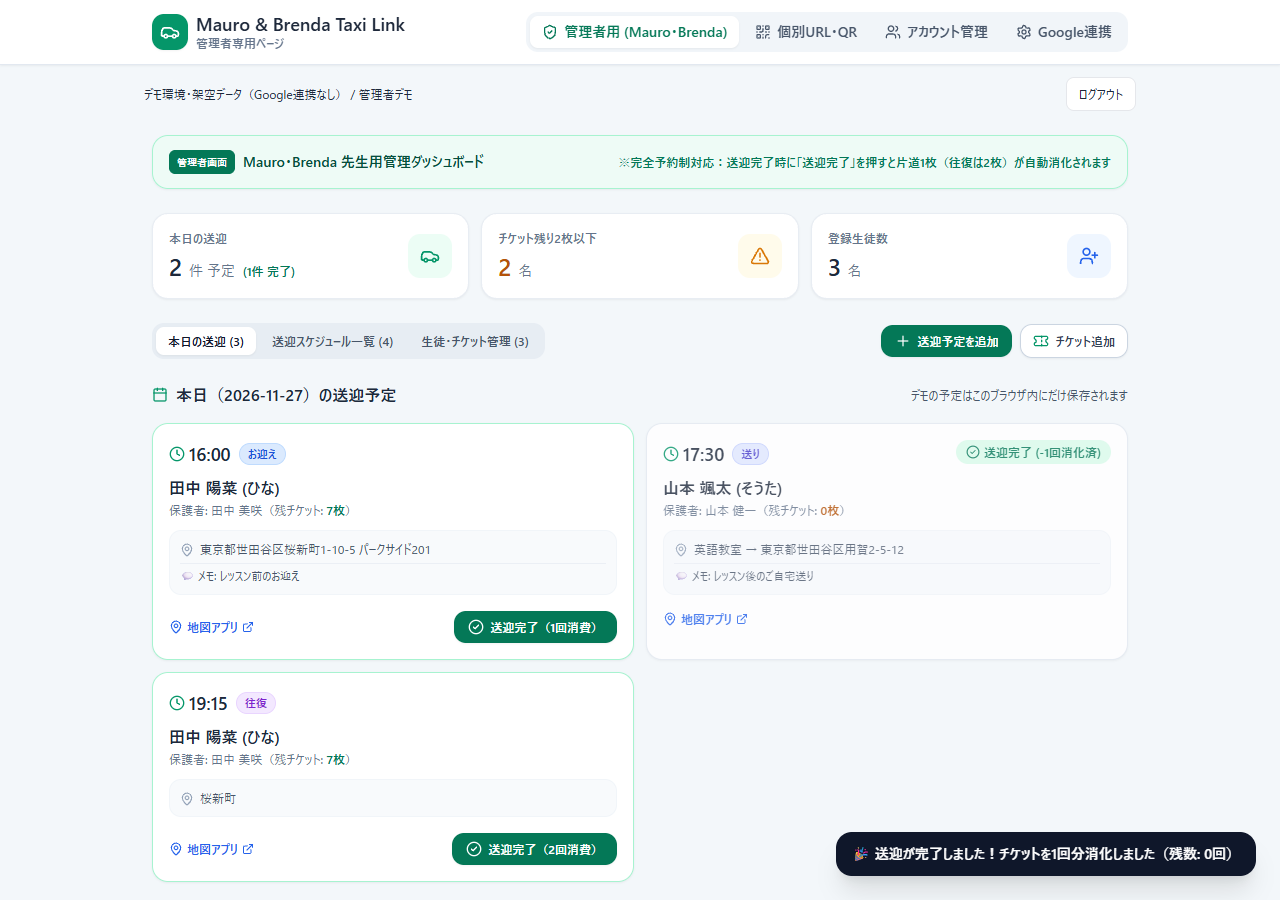 Mauro & Brenda Taxi Link
管理者専用ページ
管理者用 (Mauro・Brenda)
個別URL・QR
アカウント管理
Google連携
デモ環境・架空データ（Google連携なし） / 管理者デモ
ログアウト
管理者画面
Mauro・Brenda 先生用管理ダッシュボード
※完全予約制対応：送迎完了時に「送迎完了」を押すと片道1枚（往復は2枚）が自動消化されます
本日の送迎
2 件 予定 (1件 完了)
チケット残り2枚以下
2 名
登録生徒数
3 名
本日の送迎 (3)
送迎スケジュール一覧 (4)
生徒・チケット管理 (3)
送迎予定を追加
チケット追加
本日（2026-11-27）の送迎予定
デモの予定はこのブラウザ内にだけ保存されます
16:00 お迎え
田中 陽菜 (ひな)
保護者: 田中 美咲（残チケット: 7枚）
東京都世田谷区桜新町1-10-5 パークサイド201
メモ: レッスン前のお迎え
地図アプリ
送迎完了（1回消費）
17:30 送り
送迎完了 (-1回消化済)
山本 颯太 (そうた)
保護者: 山本 健一（残チケット: 0枚）
英語教室 → 東京都世田谷区用賀2-5-12
メモ: レッスン後のご自宅送り
地図アプリ
19:15 往復
田中 陽菜 (ひな)
保護者: 田中 美咲（残チケット: 7枚）
桜新町
地図アプリ
送迎完了（2回消費）
🎉 送迎が完了しました！チケットを1回分消化しました（残数: 0回）